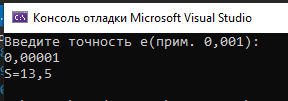 Консоль отладки Microsoft Visual Studio
Введите точность e(прим. 0,001):
0,00001
S=13,5